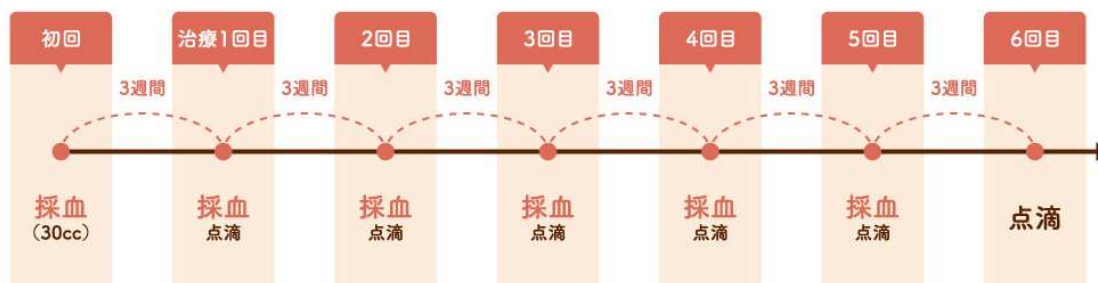 初回
治療1回目
2回目
3回目
4回目
5回目
6回目
3週間
3週間
3週間
3週間
3週間
3週間
採血
(30cc)
採血
点滴
採血
点滴
採血
点滴
採血
点滴
採血
点滴
点滴